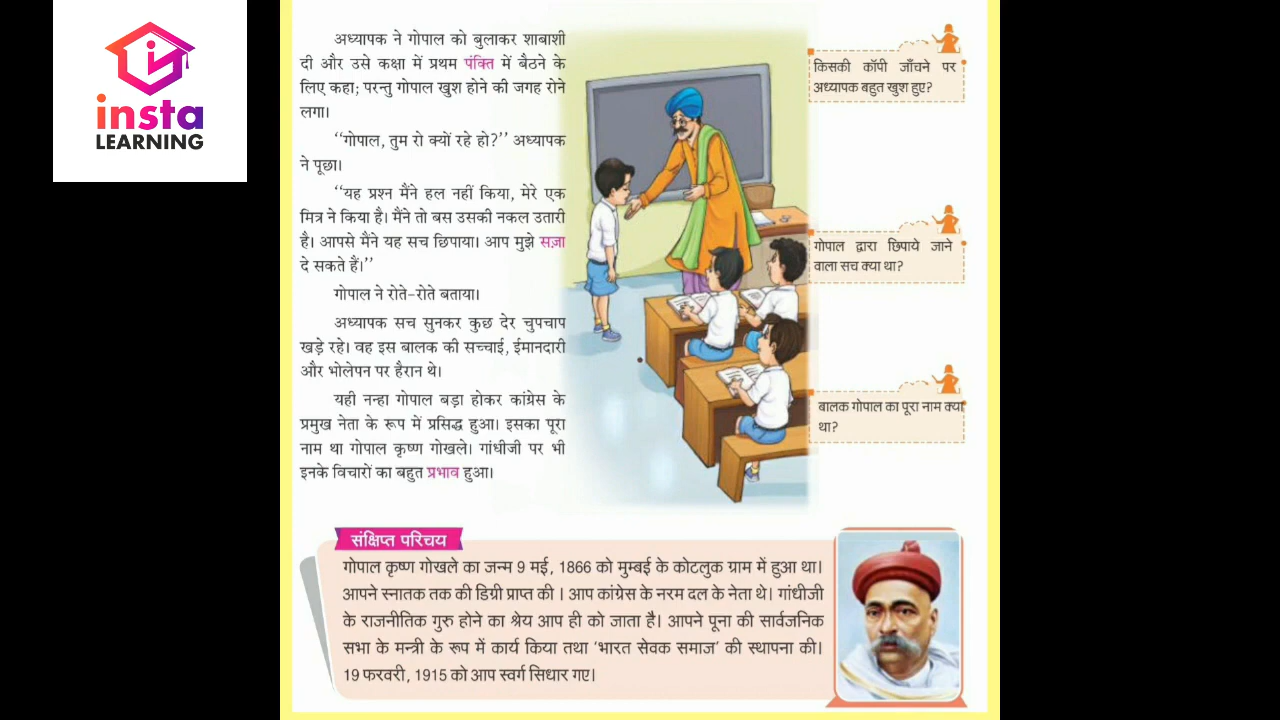 insta
LEARNING
अध्यापक ने गोपाल को बुलाकर शाबाशी
दी और उसे कक्षा में प्रथम पंक्ति में बैठने के
लिए कहा; परन्तु गोपाल खुश होने की जगह रोने
लगा।
‘‘गोपाल, तुम रो क्यों रहे हो?’’ अध्यापक
ने पूछा।
‘‘यह प्रश्न मैंने हल नहीं किया, मेरे एक
मित्र ने किया है। मैंने तो बस उसकी नकल उतारी
है। आपसे मैंने यह सच छिपाया। आप मुझे सज़ा
दे सकते हैं।’’
गोपाल ने रोते-रोते बताया।
अध्यापक सच सुनकर कुछ देर चुपचाप
खड़े रहे। वह इस बालक की सच्चाई, ईमानदारी
और भोलेपन पर हैरान थे।
यही नन्हा गोपाल बड़ा होकर कांग्रेस के
प्रमुख नेता के रूप में प्रसिद्ध हुआ। इसका पूरा
नाम था गोपाल कृष्ण गोखले। गांधीजी पर भी
इनके विचारों का बहुत प्रभाव हुआ।
किसकी कॉपी जाँचने पर
अध्यापक बहुत खुश हुए?
गोपाल द्वारा छिपाये जाने
वाला सच क्या था?
बालक गोपाल का पूरा नाम क्या
था?
संक्षिप्त परिचय
गोपाल कृष्ण गोखले का जन्म 9 मई, 1866 को मुम्बई के कोटलुक ग्राम में हुआ था।
आपने स्नातक तक की डिग्री प्राप्त की । आप कांग्रेस के नरम दल के नेता थे। गांधीजी
के राजनीतिक गुरु होने का श्रेय आप ही को जाता है। आपने पूना की सार्वजनिक
सभा के मन्त्री के रूप में कार्य किया तथा ‘भारत सेवक समाज’ की स्थापना की।
19 फरवरी, 1915 को आप स्वर्ग सिधार गए।